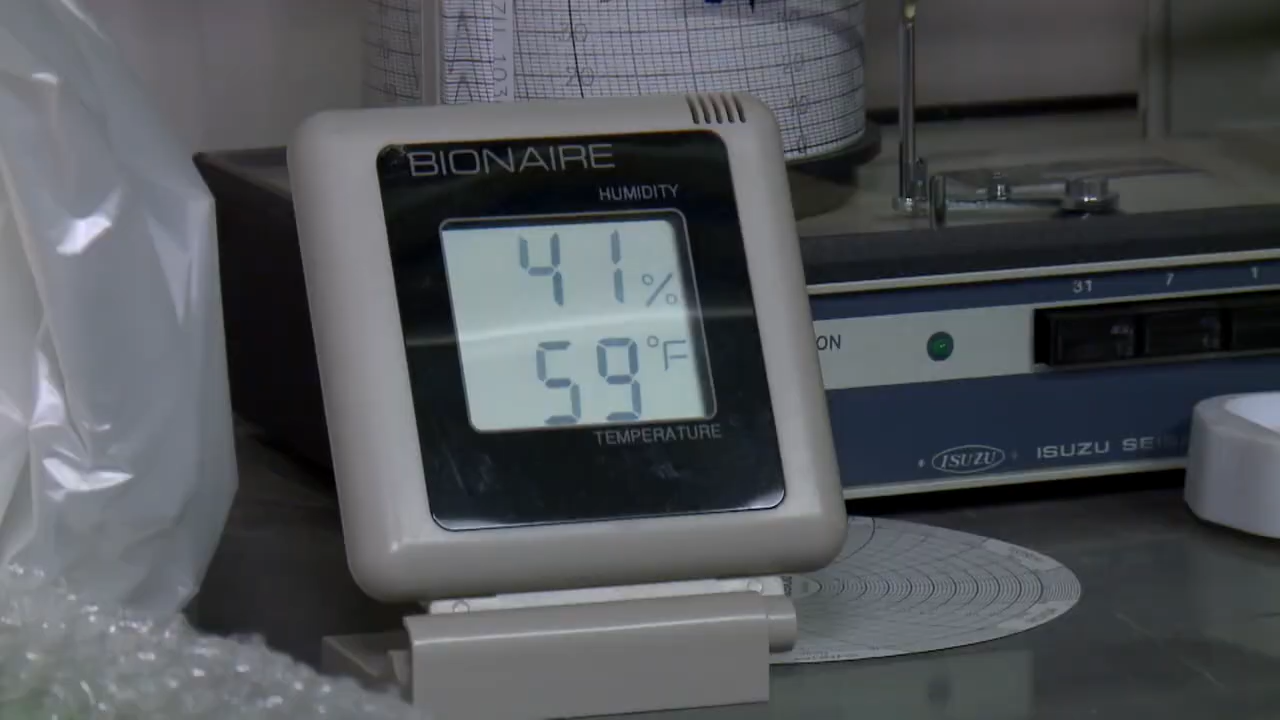 BIONAIRE
HUMIDITY
41 %
59 °F
TEMPERATURE
ON
31 7 1
ISUZU ISUZU SE